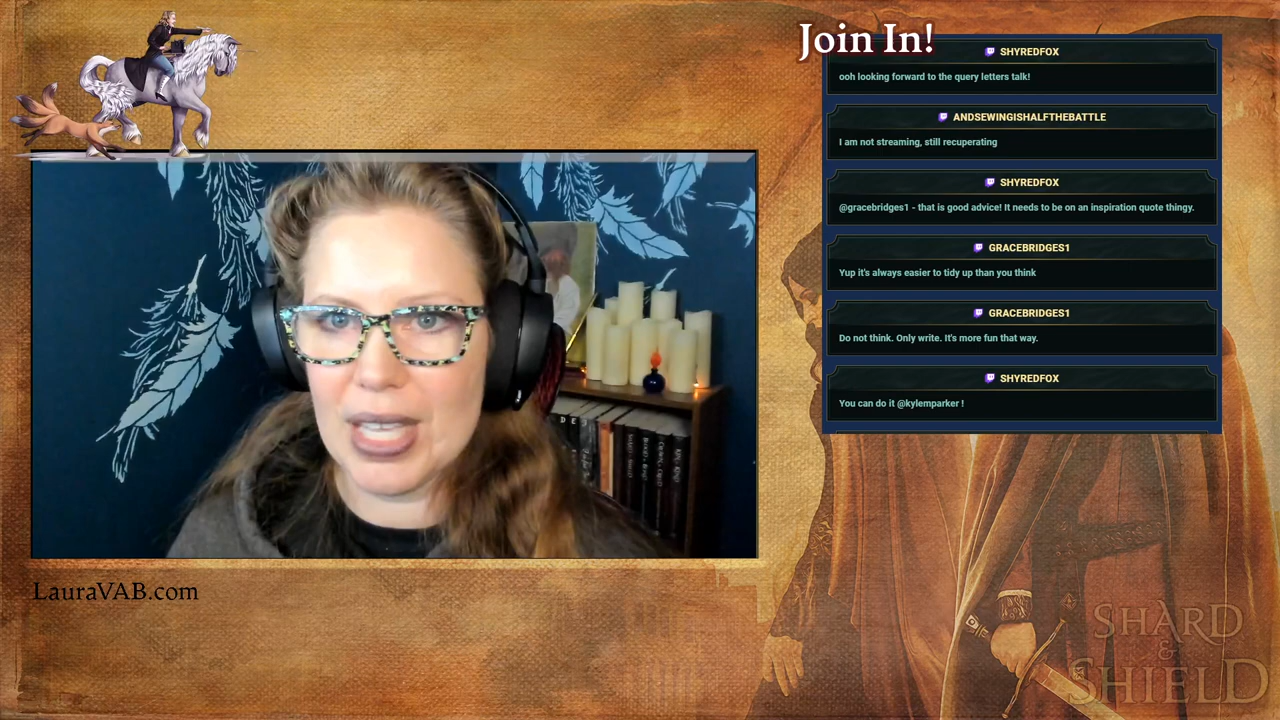 Join In!
SHYREDFOX
ooh looking forward to the query letters talk!
ANDSEWINGISHALFTHEBATTLE
I am not streaming, still recuperating
SHYREDFOX
@gracebridges1 - that is good advice! It needs to be on an inspiration quote thingy.
GRACEBRIDGES1
Yup it's always easier to tidy up than you think
GRACEBRIDGES1
Do not think. Only write. It's more fun that way.
SHYREDFOX
You can do it @kylemparker !
LauraVAB.com
SHARD
&
SHIELD